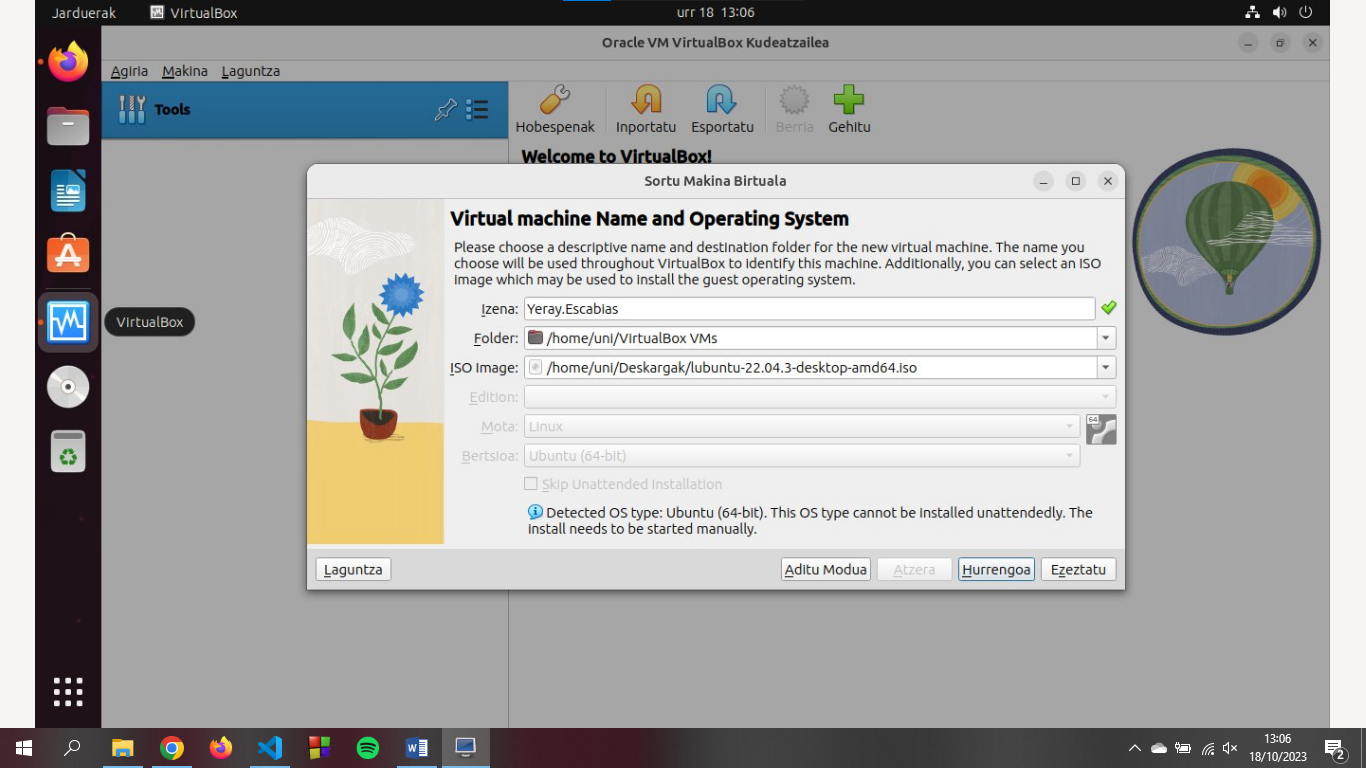 Jarduerak VirtualBox urr 18 13:06
Oracle VM VirtualBox Kudeatzailea
Agiria Makina Laguntza
Tools
Hobespenak Inportatu Esportatu Berria Gehitu
Welcome to VirtualBox!
Sortu Makina Birtuala
Virtual machine Name and Operating System
Please choose a descriptive name and destination folder for the new virtual machine. The name you
choose will be used throughout VirtualBox to identify this machine. Additionally, you can select an ISO
image which may be used to install the guest operating system.
Izena: Yeray.Escabias
Folder: /home/uni/VirtualBox VMs
ISO Image: /home/uni/Deskargak/lubuntu-22.04.3-desktop-amd64.iso
Edition:
Mota: Linux
64
Bertsioa: Ubuntu (64-bit)
Skip Unattended Installation
Detected OS type: Ubuntu (64-bit). This OS type cannot be installed unattendedly. The
install needs to be started manually.
Laguntza Aditu Modua Atzera Hurrengoa Ezeztatu
VirtualBox
13:06
18/10/2023
2